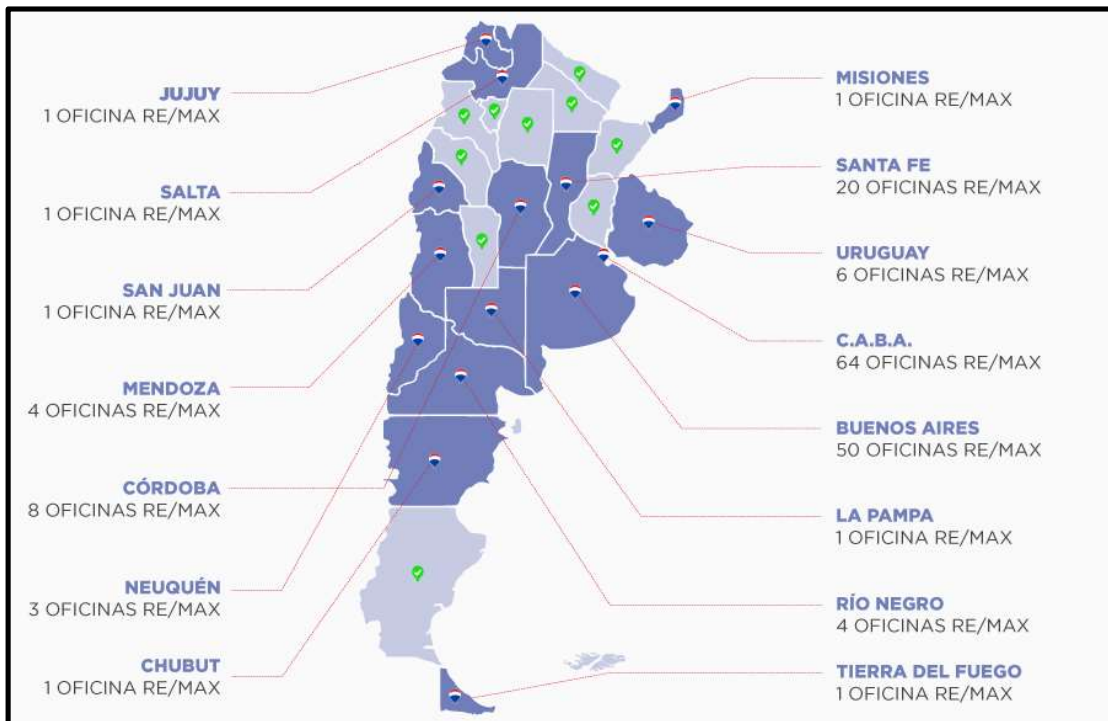 JUJUY
1 OFICINA RE/MAX
SALTA
1 OFICINA RE/MAX
SAN JUAN
1 OFICINA RE/MAX
MENDOZA
4 OFICINAS RE/MAX
CÓRDOBA
8 OFICINAS RE/MAX
NEUQUÉN
3 OFICINAS RE/MAX
CHUBUT
1 OFICINA RE/MAX
MISIONES
1 OFICINA RE/MAX
SANTA FE
20 OFICINAS RE/MAX
URUGUAY
6 OFICINAS RE/MAX
C.A.B.A.
64 OFICINAS RE/MAX
BUENOS AIRES
50 OFICINAS RE/MAX
LA PAMPA
1 OFICINA RE/MAX
RÍO NEGRO
4 OFICINAS RE/MAX
TIERRA DEL FUEGO
1 OFICINA RE/MAX